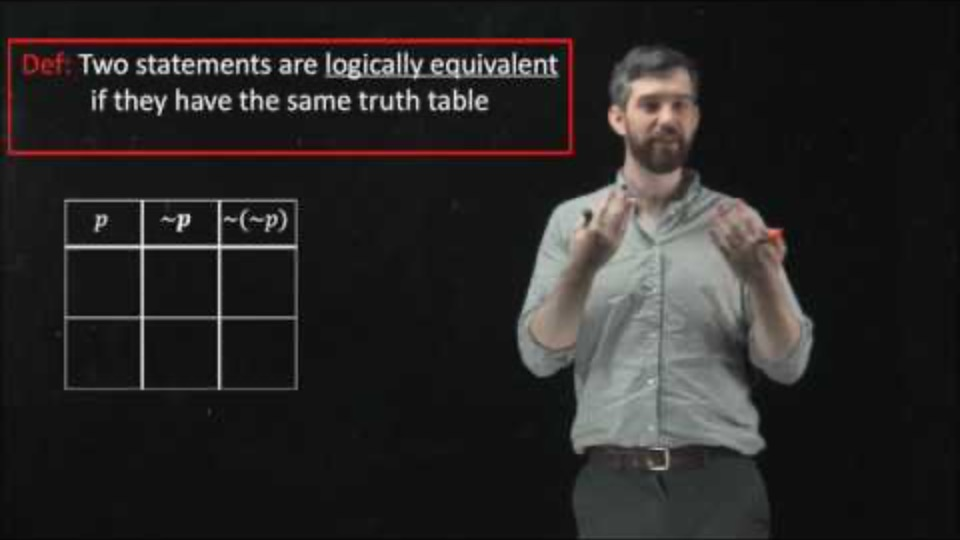 Def: Two statements are logically equivalent
if they have the same truth table
p ~p ~(~p)